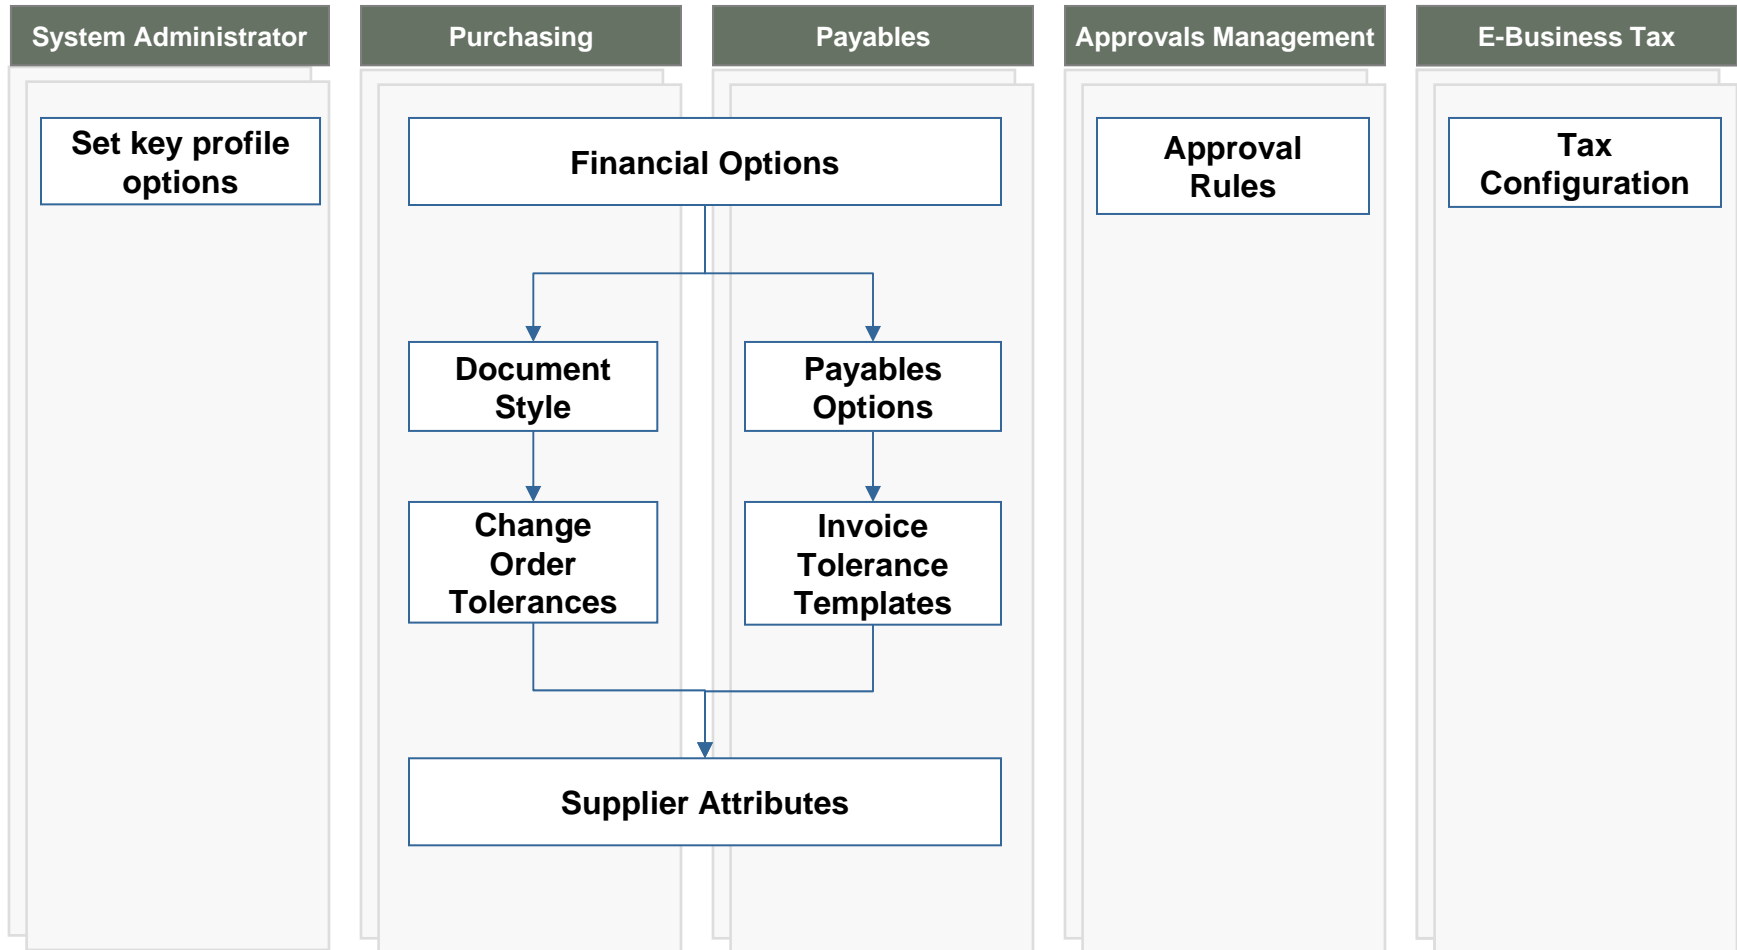 System Administrator
Purchasing
Payables
Approvals Management
E-Business Tax
Set key profile
options
Financial Options
Approval
Rules
Tax
Configuration
Document
Style
Payables
Options
Change
Order
Tolerances
Invoice
Tolerance
Templates
Supplier Attributes